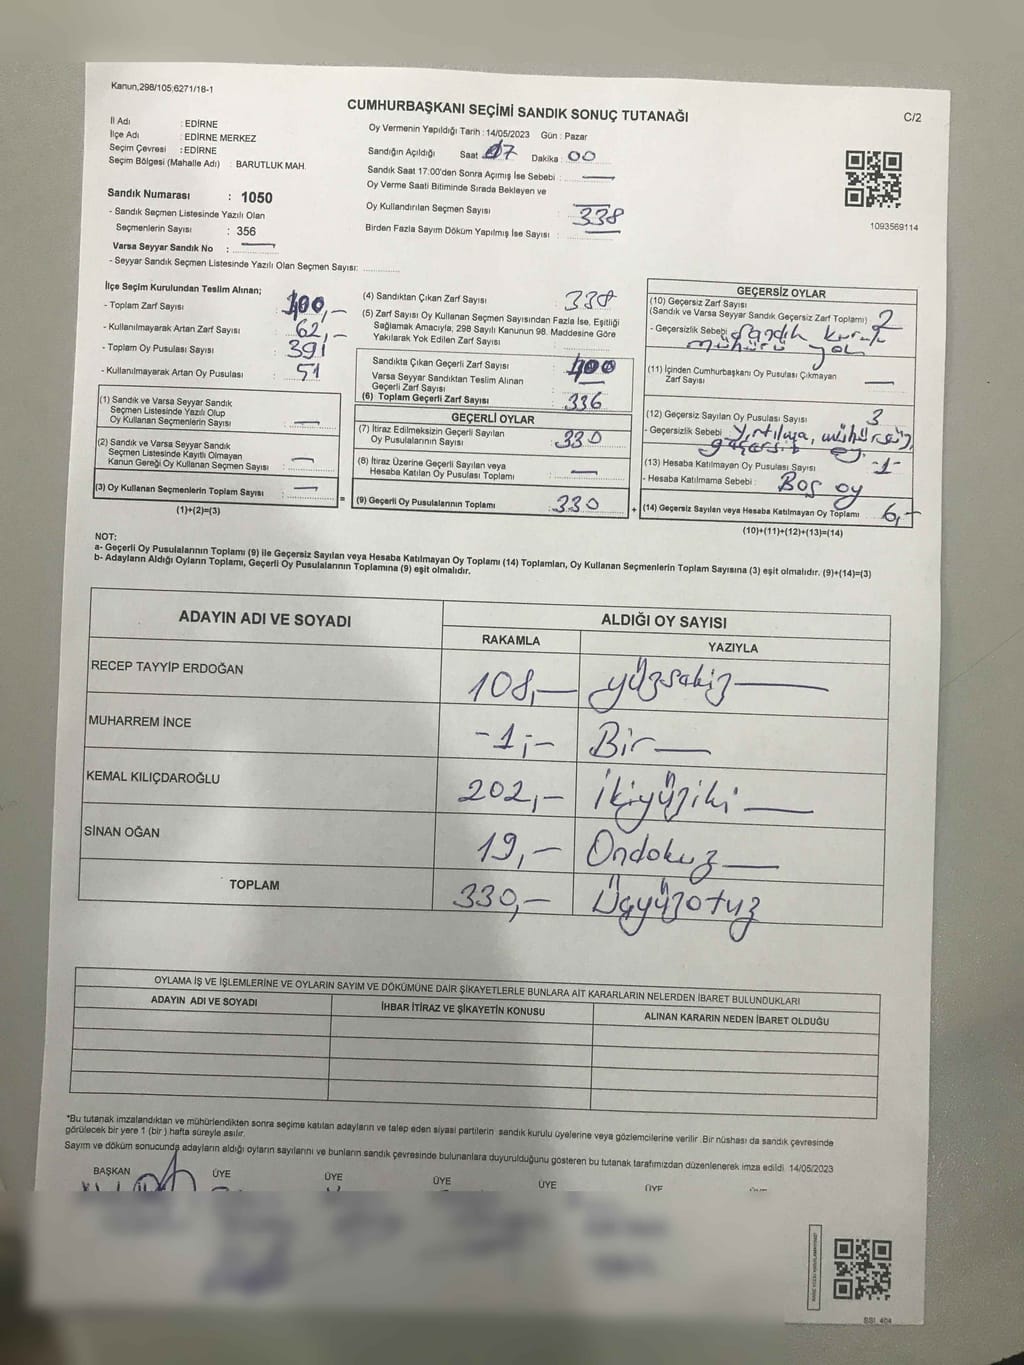 Kanun,298/105;6271/18-1
CUMHURBAŞKANI SEÇİMİ SANDIK SONUÇ TUTANAĞI
C/2
İl Adı : EDİRNE
İlçe Adı : EDİRNE MERKEZ
Seçim Çevresi : EDİRNE
Seçim Bölgesi (Mahalle Adı) : BARUTLUK MAH.
Sandık Numarası : 1050
- Sandık Seçmen Listesinde Yazılı Olan
Seçmenlerin Sayısı : 356
Varsa Seyyar Sandık No :
- Seyyar Sandık Seçmen Listesinde Yazılı Olan Seçmen Sayısı:
Oy Vermenin Yapıldığı Tarih : 14/05/2023 Gün : Pazar
Sandığın Açıldığı Saat 17 Dakika : 00
Sandık Saat 17:00'den Sonra Açımış İse Sebebi :
Oy Verme Saati Bitiminde Sırada Bekleyen ve
Oy Kullandırılan Seçmen Sayısı : 338
Birden Fazla Sayım Döküm Yapılmış İse Sayısı :
1093569114
İlçe Seçim Kurulundan Teslim Alınan;
- Toplam Zarf Sayısı : 400,-
- Kullanılmayarak Artan Zarf Sayısı : 62,-
- Toplam Oy Pusulası Sayısı : 391
- Kullanılmayarak Artan Oy Pusulası : 51
(1) Sandık ve Varsa Seyyar Sandık
Seçmen Listesinde Yazılı Olup
Oy Kullanan Seçmenlerin Sayısı : —
(2) Sandık ve Varsa Seyyar Sandık
Seçmen Listesinde Kayıtlı Olmayan
Kanun Gereği Oy Kullanan Seçmen Sayısı : —
(3) Oy Kullanan Seçmenlerin Toplam Sayısı : —
(1)+(2)=(3)
(4) Sandıktan Çıkan Zarf Sayısı : 338
(5) Zarf Sayısı Oy Kullanan Seçmen Sayısından Fazla İse, Eşitliği
Sağlamak Amacıyla, 298 Sayılı Kanunun 98. Maddesine Göre
Yakılarak Yok Edilen Zarf Sayısı :
Sandıkta Çıkan Geçerli Zarf Sayısı : 400
Varsa Seyyar Sandıktan Teslim Alınan
Geçerli Zarf Sayısı : —
(6) Toplam Geçerli Zarf Sayısı : 336
GEÇERLİ OYLAR
(7) İtiraz Edilmeksizin Geçerli Sayılan
Oy Pusulalarının Sayısı : 330
(8) İtiraz Üzerine Geçerli Sayılan veya
Hesaba Katılan Oy Pusulası Toplamı : —
(9) Geçerli Oy Pusulalarının Toplamı : 330
=
+
GEÇERSİZ OYLAR
(10) Geçersiz Zarf Sayısı
(Sandık ve Varsa Seyyar Sandık Geçersiz Zarf Toplamı) : 2
- Geçersizlik Sebebi : Sandık kurulu
mühürü yok
(11) İçinden Cumhurbaşkanı Oy Pusulası Çıkmayan
Zarf Sayısı : —
(12) Geçersiz Sayılan Oy Pusulası Sayısı : 3
- Geçersizlik Sebebi : Yırtılma, mühürsüz,
geçersiz oy.
(13) Hesaba Katılmayan Oy Pusulası Sayısı : -1-
- Hesaba Katılmama Sebebi : Boş oy
(14) Geçersiz Sayılan veya Hesaba Katılmayan Oy Toplamı : 6,-
(10)+(11)+(12)+(13)=(14)
NOT:
a- Geçerli Oy Pusulalarının Toplamı (9) ile Geçersiz Sayılan veya Hesaba Katılmayan Oy Toplamı (14) Toplamları, Oy Kullanan Seçmenlerin Toplam Sayısına (3) eşit olmalıdır. (9)+(14)=(3)
b- Adayların Aldığı Oyların Toplamı, Geçerli Oy Pusulalarının Toplamına (9) eşit olmalıdır.
ADAYIN ADI VE SOYADI
ALDIĞI OY SAYISI
RAKAMLA YAZIYLA
RECEP TAYYİP ERDOĞAN 108,— yüzsekiz—
MUHARREM İNCE -1,- Bir—
KEMAL KILIÇDAROĞLU 202,- İkiyüziki—
SİNAN OĞAN 19,- Ondokuz—
TOPLAM 330,- Üçyüzotuz
OYLAMA İŞ VE İŞLEMLERİNE VE OYLARIN SAYIM VE DÖKÜMÜNE DAİR ŞİKAYETLERLE BUNLARA AİT KARARLARIN NELERDEN İBARET BULUNDUKLARI
ADAYIN ADI VE SOYADI İHBAR İTİRAZ VE ŞİKAYETİN KONUSU ALINAN KARARIN NEDEN İBARET OLDUĞU
*Bu tutanak imzalandıktan ve mühürlendikten sonra seçime katılan adayların ve talep eden siyasi partilerin sandık kurulu üyelerine veya gözlemcilerine verilir .Bir nüshası da sandık çevresinde
görülecek bir yere 1 (bir ) hafta süreyle asılır.
Sayım ve döküm sonucunda adayların aldığı oyların sayılarını ve bunların sandık çevresinde bulunanlara duyurulduğunu gösteren bu tutanak tarafımızdan düzenlenerek imza edildi 14/05/2023
BAŞKAN ÜYE ÜYE ÜYE ÜYE ÜYE
SSI_404